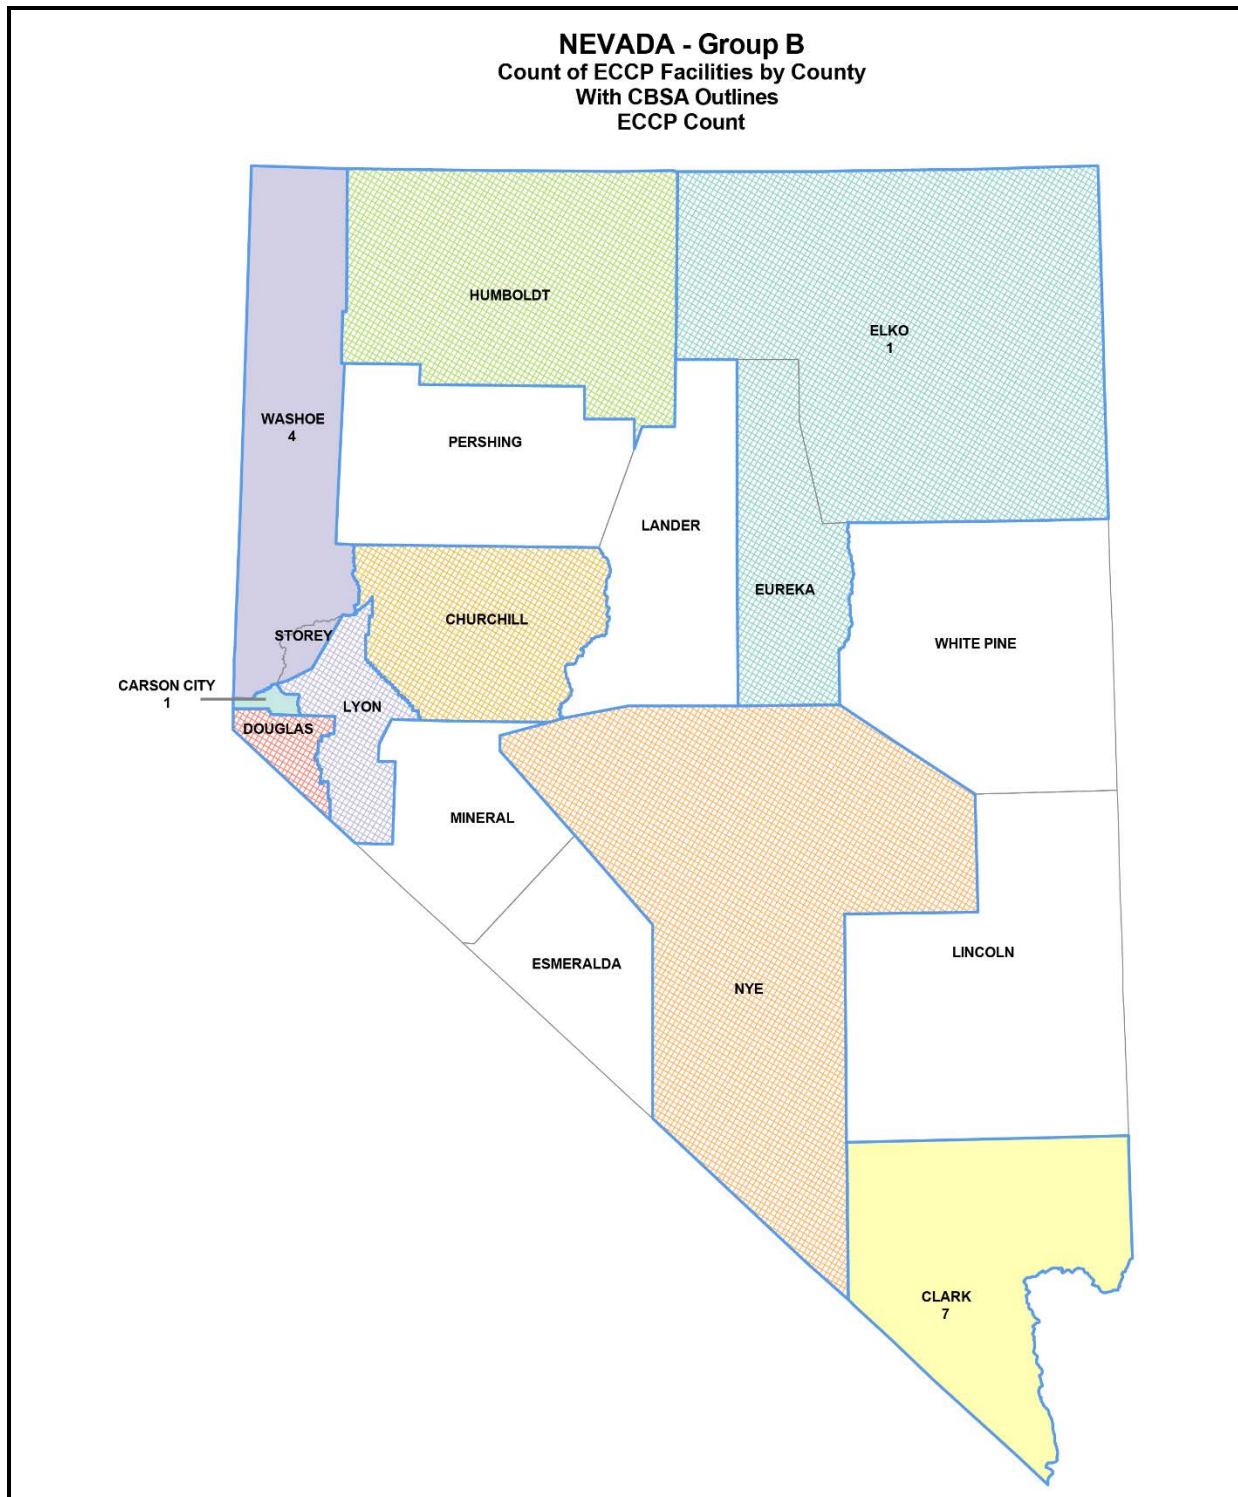 NEVADA - Group B
Count of ECCP Facilities by County
With CBSA Outlines
ECCP Count
HUMBOLDT
ELKO
1
WASHOE
4
PERSHING
LANDER
EUREKA
CHURCHILL
STOREY
WHITE PINE
CARSON CITY
1
LYON
DOUGLAS
MINERAL
LINCOLN
ESMERALDA
NYE
CLARK
7